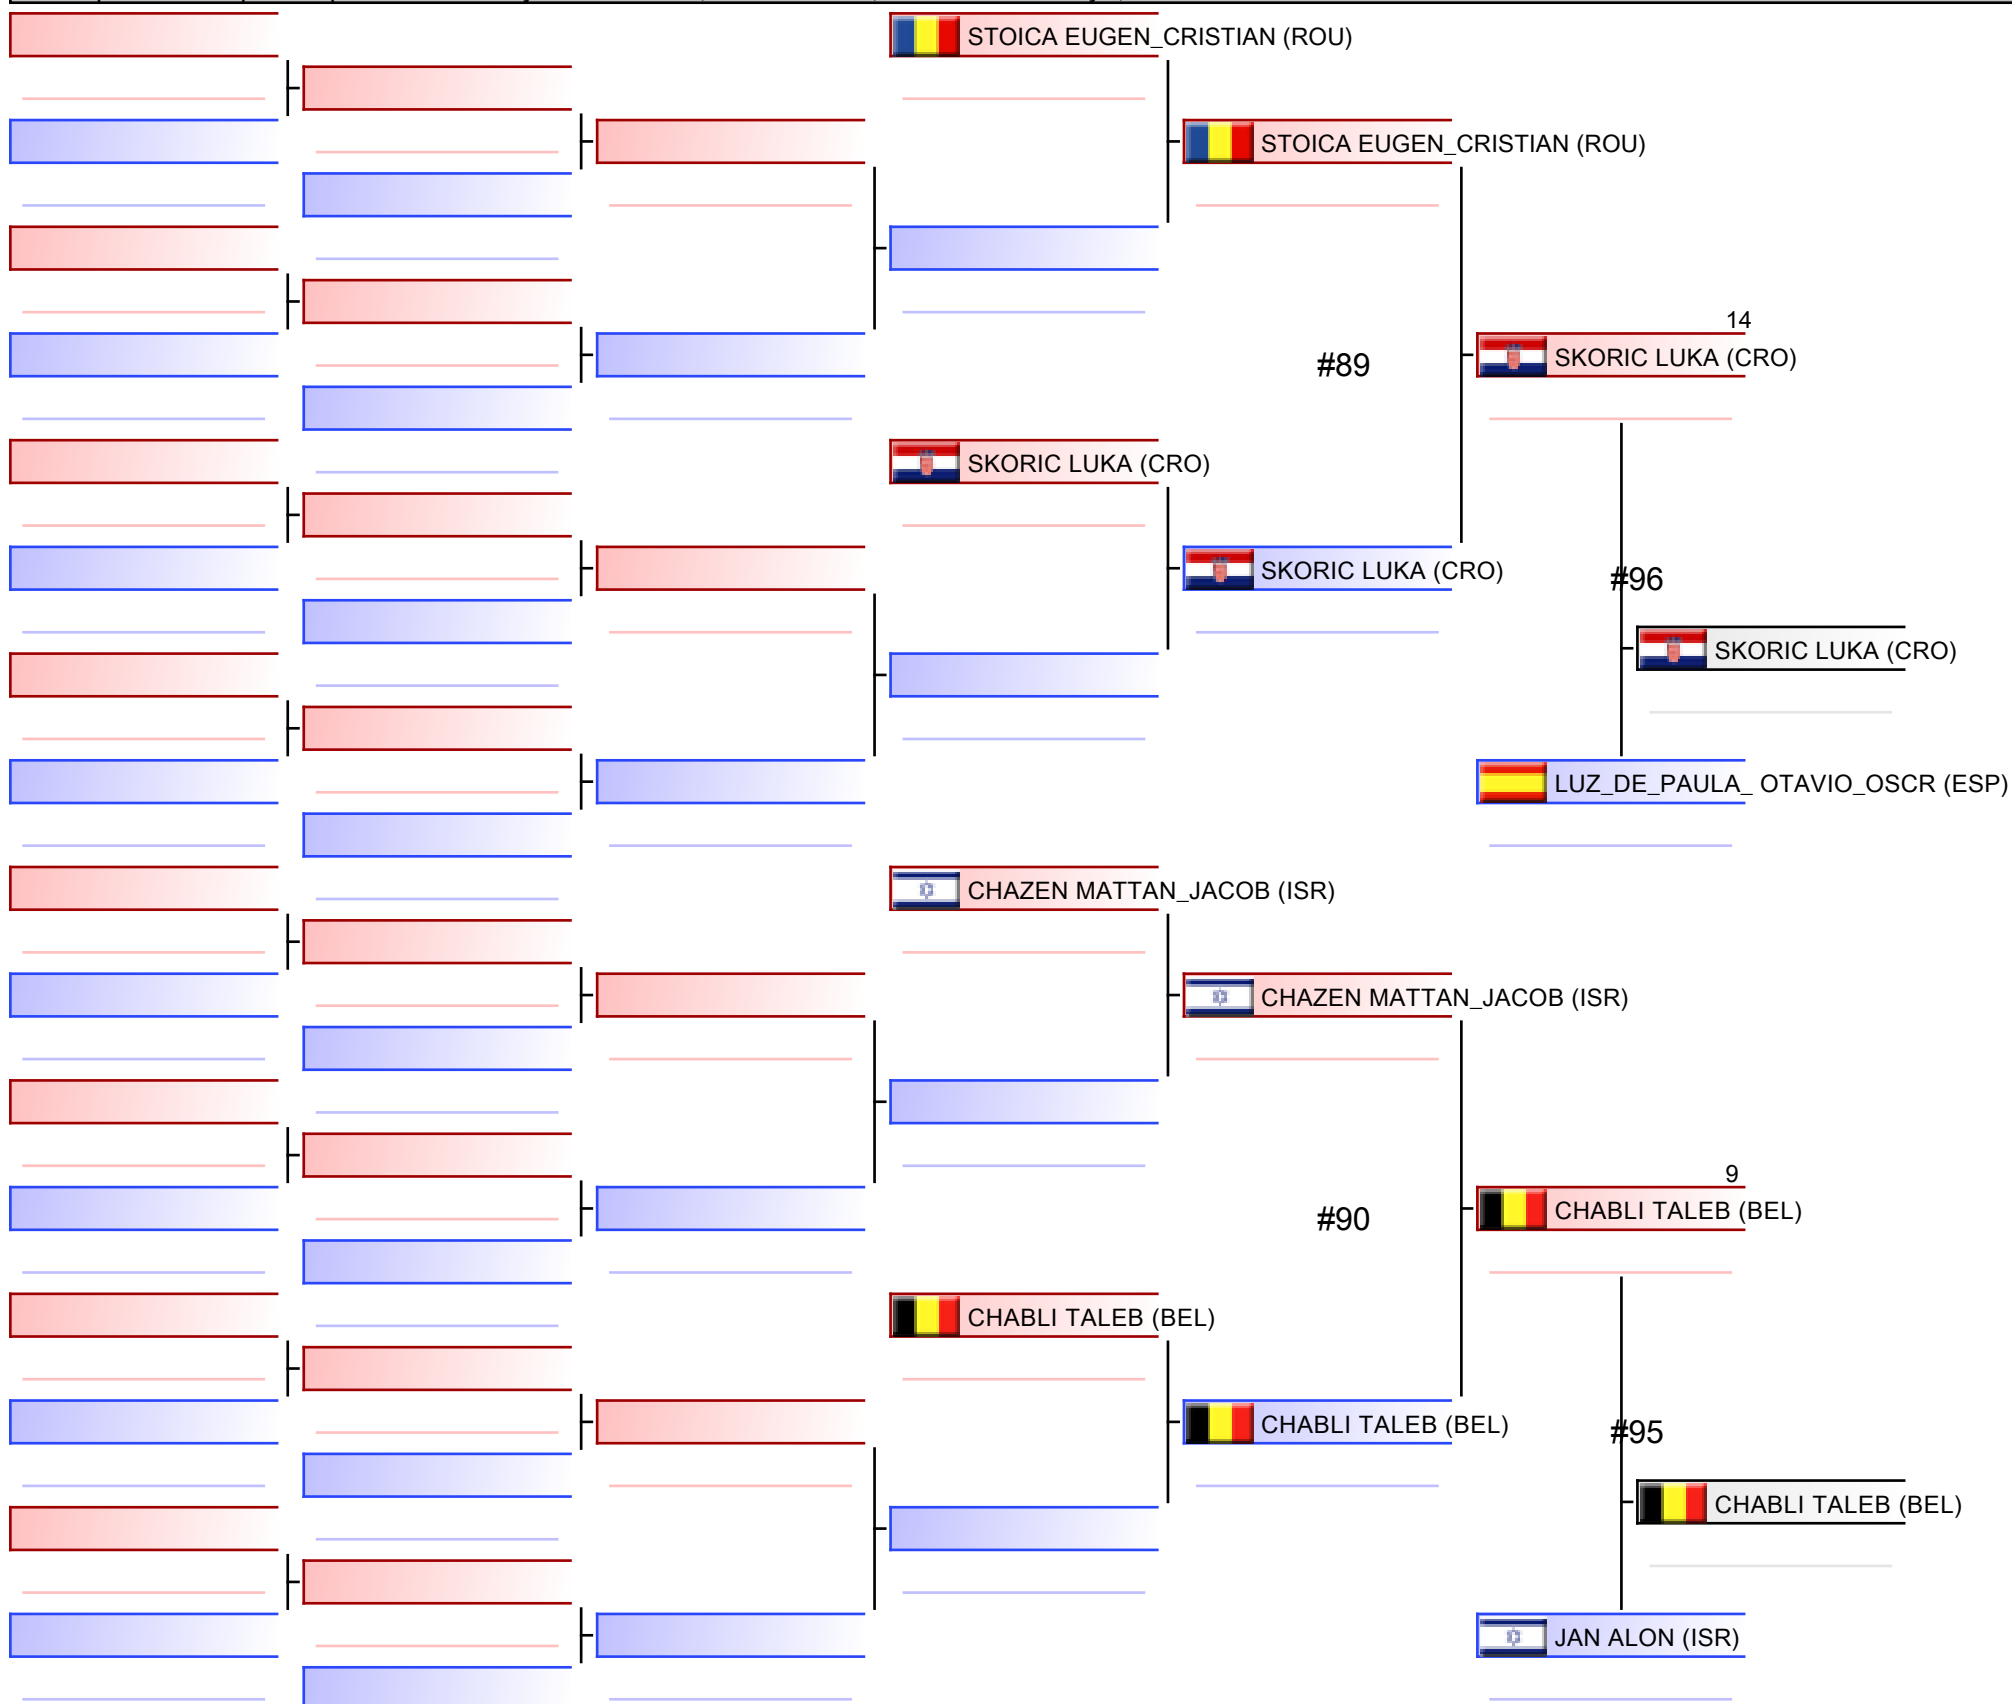 STOICA EUGEN_CRISTIAN (ROU)
STOICA EUGEN_CRISTIAN (ROU)
14
#89
SKORIC LUKA (CRO)
SKORIC LUKA (CRO)
SKORIC LUKA (CRO)
#96
SKORIC LUKA (CRO)
LUZ_DE_PAULA_ OTAVIO_OSCR (ESP)
CHAZEN MATTAN_JACOB (ISR)
CHAZEN MATTAN_JACOB (ISR)
9
#90
CHABLI TALEB (BEL)
CHABLI TALEB (BEL)
CHABLI TALEB (BEL)
#95
CHABLI TALEB (BEL)
JAN ALON (ISR)